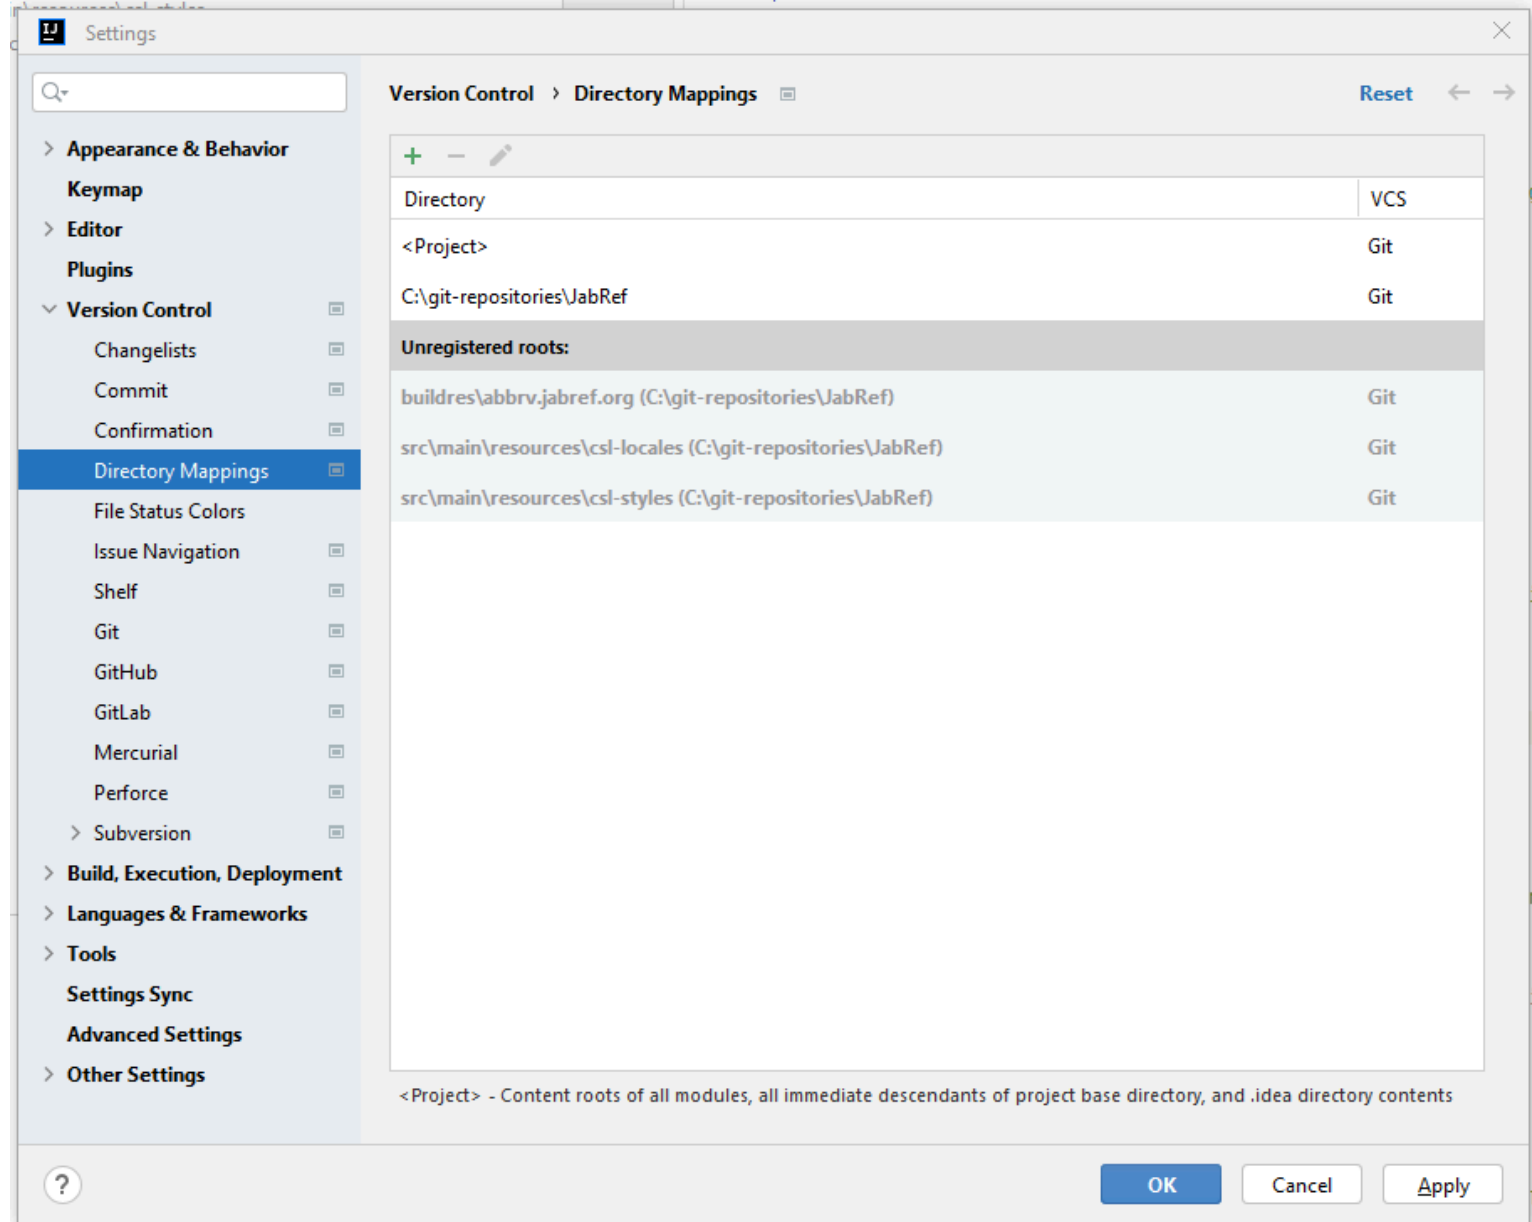 IJ Settings
Version Control › Directory Mappings
Reset
Appearance & Behavior
Keymap
Editor
Plugins
Version Control
Changelists
Commit
Confirmation
Directory Mappings
File Status Colors
Issue Navigation
Shelf
Git
GitHub
GitLab
Mercurial
Perforce
Subversion
Build, Execution, Deployment
Languages & Frameworks
Tools
Settings Sync
Advanced Settings
Other Settings
Directory VCS
<Project> Git
C:\git-repositories\JabRef Git
Unregistered roots:
buildres\abbrv.jabref.org (C:\git-repositories\JabRef) Git
src\main\resources\csl-locales (C:\git-repositories\JabRef) Git
src\main\resources\csl-styles (C:\git-repositories\JabRef) Git
<Project> - Content roots of all modules, all immediate descendants of project base directory, and .idea directory contents
?
OK
Cancel
Apply